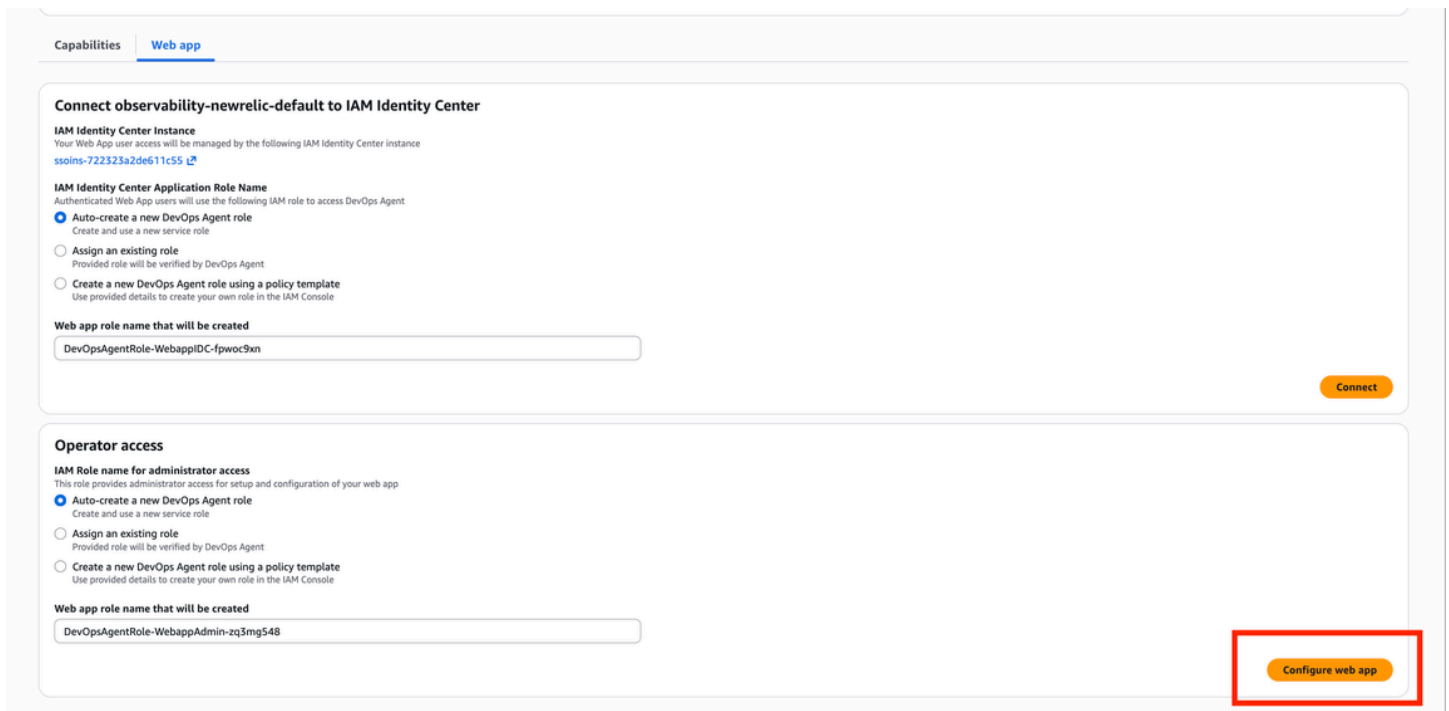 Capabilities
Web app
Connect observability-newrelic-default to IAM Identity Center
IAM Identity Center Instance
Your Web App user access will be managed by the following IAM Identity Center instance
ssoins-722323a2de611c55
IAM Identity Center Application Role Name
Authenticated Web App users will use the following IAM role to access DevOps Agent
Auto-create a new DevOps Agent role
Create and use a new service role
Assign an existing role
Provided role will be verified by DevOps Agent
Create a new DevOps Agent role using a policy template
Use provided details to create your own role in the IAM Console
Web app role name that will be created
DevOpsAgentRole-WebappIDC-fpwoc9xn
Connect
Operator access
IAM Role name for administrator access
This role provides administrator access for setup and configuration of your web app
Auto-create a new DevOps Agent role
Create and use a new service role
Assign an existing role
Provided role will be verified by DevOps Agent
Create a new DevOps Agent role using a policy template
Use provided details to create your own role in the IAM Console
Web app role name that will be created
DevOpsAgentRole-WebappAdmin-zq3mg548
Configure web app